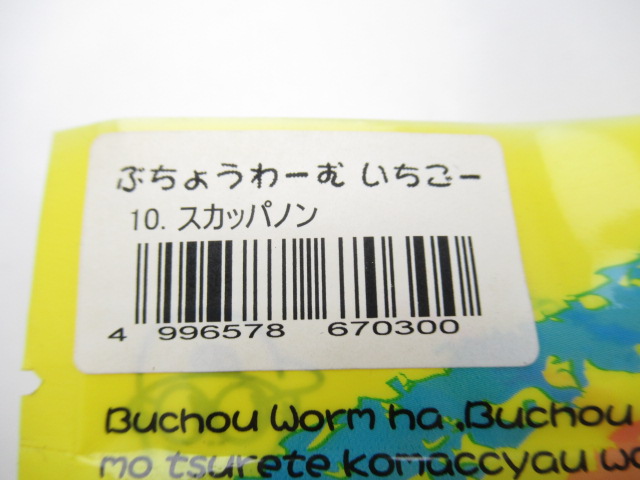 ぶちょうわーむ いちごー
10. スカッパノン
4 996578 670300
Buchou Worm ha ,Buchou
mo tsurete komaccyau wo